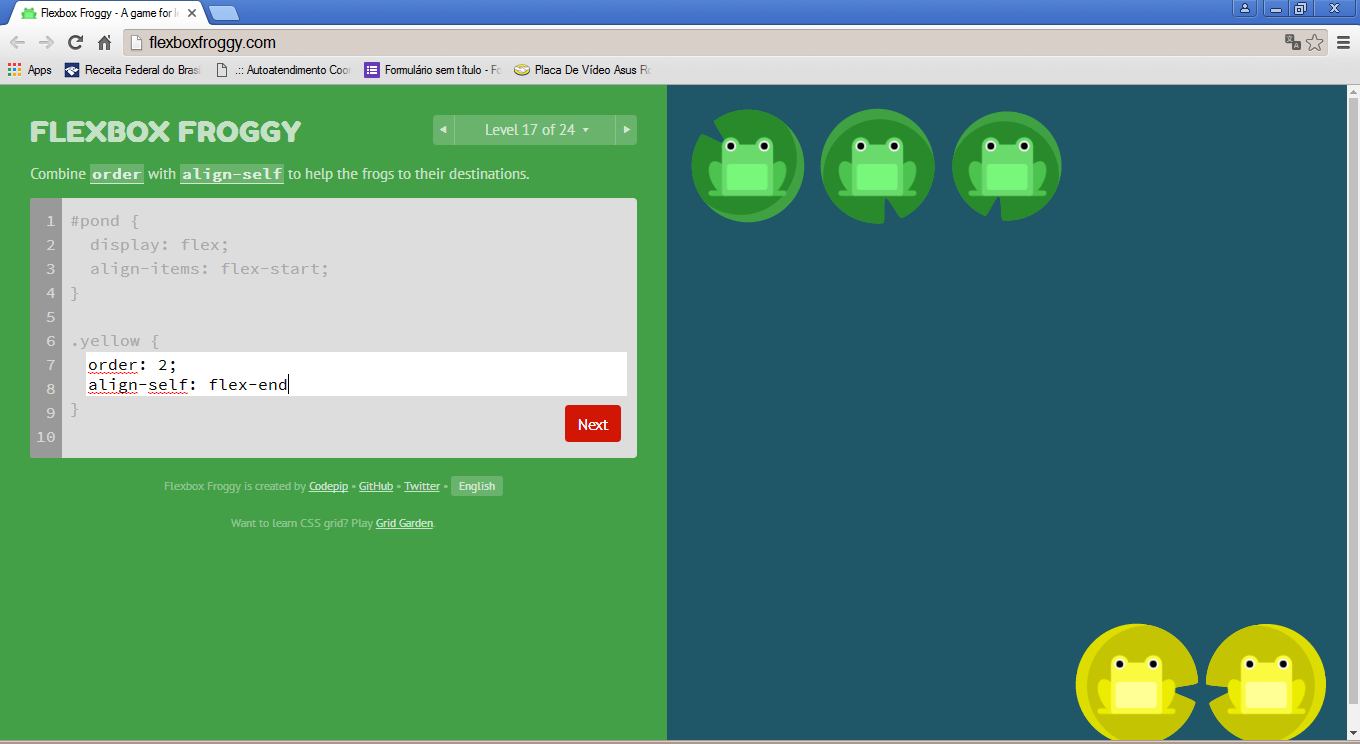 Flexbox Froggy - A game for l
flexboxfroggy.com
Apps Receita Federal do Brasi .:: Autoatendimento Coor Formulário sem título - Fo Placa De Vídeo Asus Ro
FLEXBOX FROGGY
◄ Level 17 of 24 ▾ ►
Combine order with align-self to help the frogs to their destinations.
1 #pond {
2 display: flex;
3 align-items: flex-start;
4 }
5
6 .yellow {
7 order: 2;
8 align-self: flex-end
9 }
10
Next
Flexbox Froggy is created by Codepip • GitHub • Twitter • English
Want to learn CSS grid? Play Grid Garden.